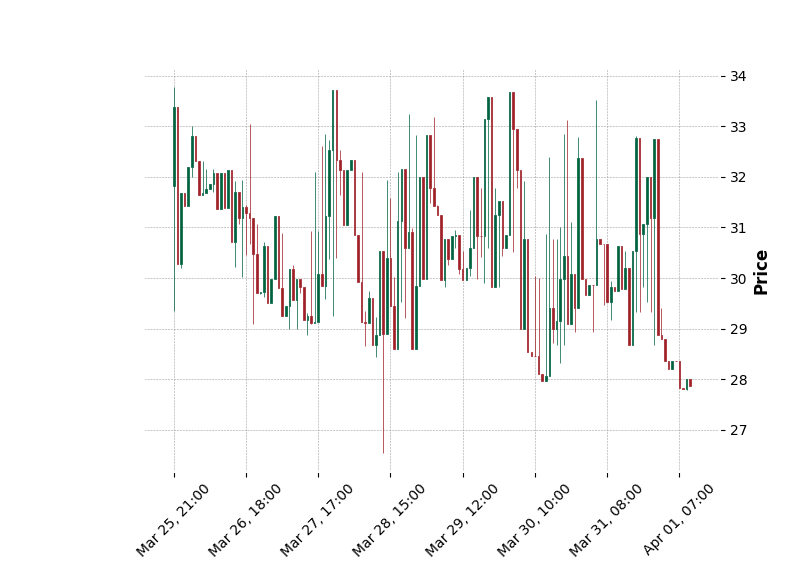 34
33
32
31
30
29
28
27
Price
Mar 25, 21:00
Mar 26, 18:00
Mar 27, 17:00
Mar 28, 15:00
Mar 29, 12:00
Mar 30, 10:00
Mar 31, 08:00
Apr 01, 07:00